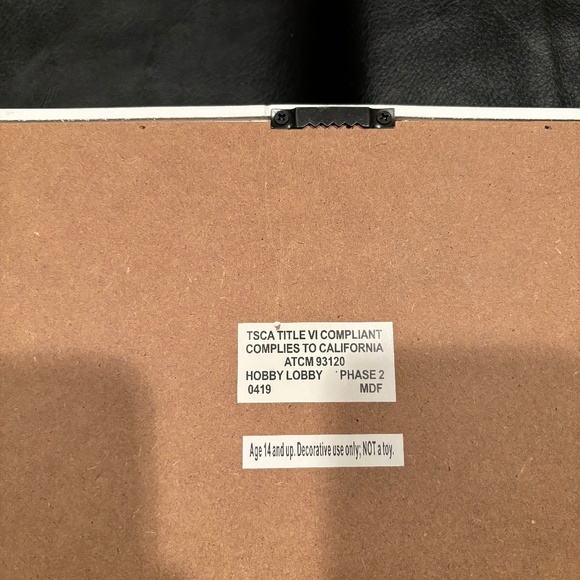 TSCA TITLE VI COMPLIANT
COMPLIES TO CALIFORNIA
ATCM 93120
HOBBY LOBBY PHASE 2
0419 MDF
Age 14 and up. Decorative use only; NOT a toy.